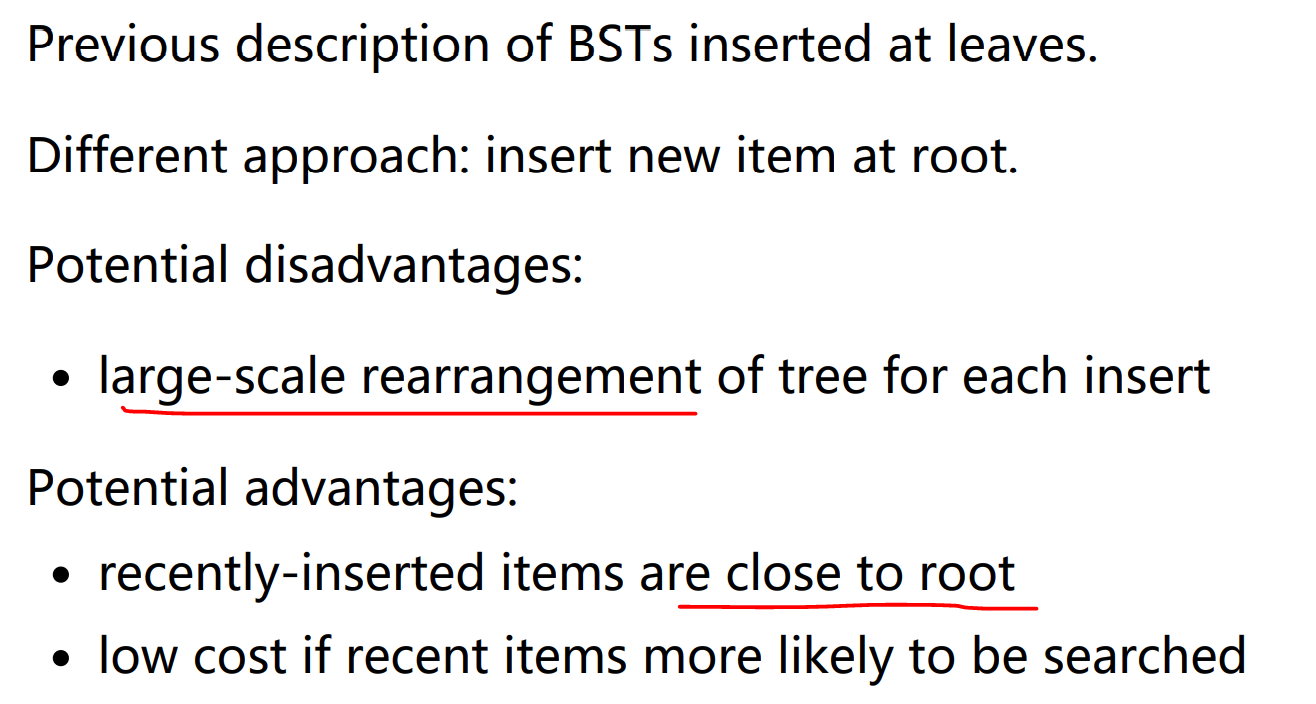 Previous description of BSTs inserted at leaves.
Different approach: insert new item at root.
Potential disadvantages:
• large-scale rearrangement of tree for each insert
Potential advantages:
• recently-inserted items are close to root
• low cost if recent items more likely to be searched